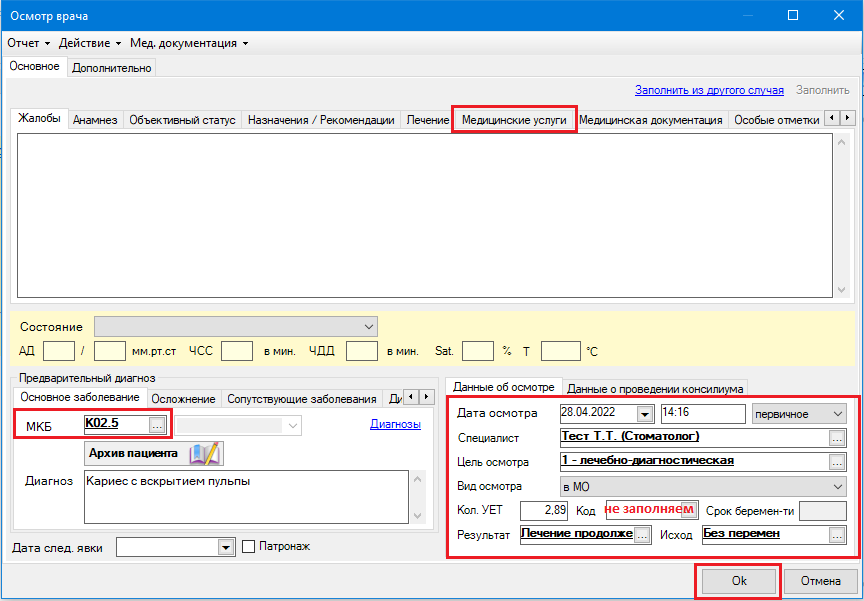 Осмотр врача
Отчет Действие Мед. документация
Основное Дополнительно
Заполнить из другого случая Заполнить
Жалобы Анамнез Объективный статус Назначения / Рекомендации Лечение Медицинские услуги Медицинская документация Особые отметки
Состояние
АД / мм.рт.ст ЧСС в мин. ЧДД в мин. Sat. % T °C
Предварительный диагноз
Основное заболевание Осложнение Сопутствующие заболевания Ди
МКБ K02.5 ... Диагнозы
Архив пациента
Диагноз Кариес с вскрытием пульпы
Дата след. явки Патронаж
Данные об осмотре Данные о проведении консилиума
Дата осмотра 28.04.2022 14:16 первичное
Специалист Тест Т.Т. (Стоматолог) ...
Цель осмотра 1 - лечебно-диагностическая ...
Вид осмотра в МО
Кол. УЕТ 2,89 Код не заполняем Срок беремен-ти
Результат Лечение продолже ... Исход Без перемен ...
Ok Отмена